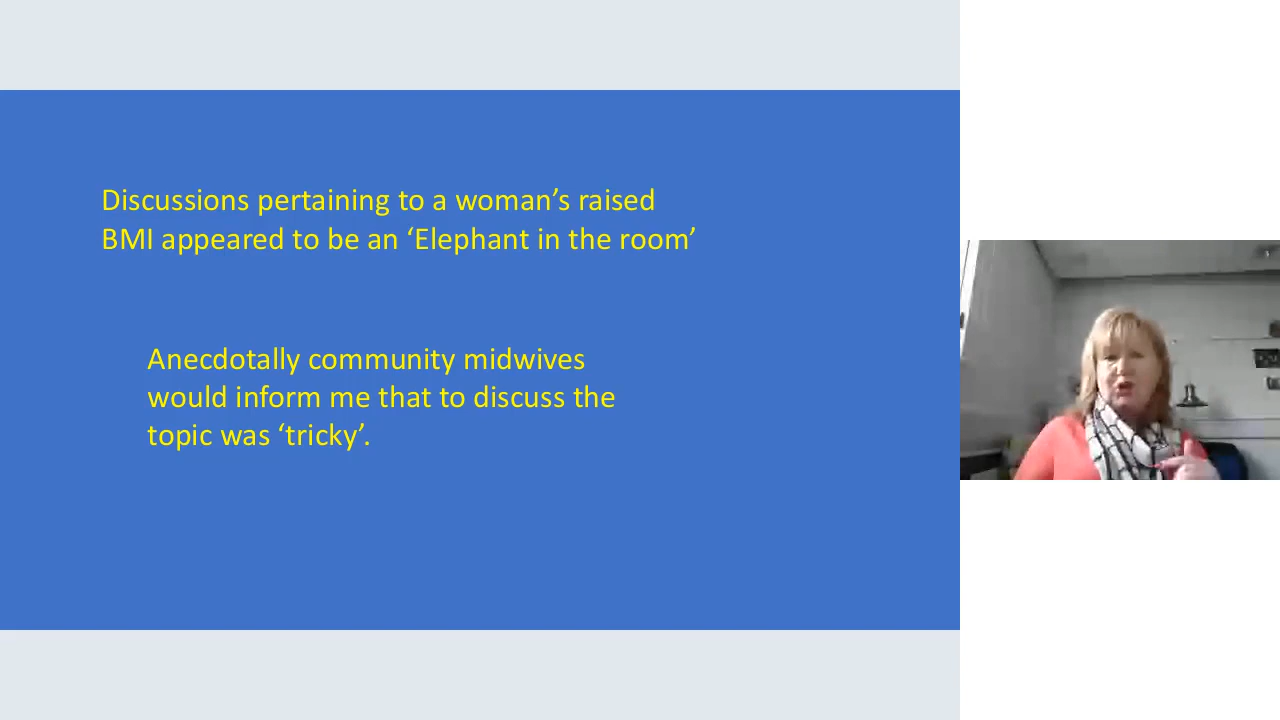 Discussions pertaining to a woman’s raised
BMI appeared to be an ‘Elephant in the room’
Anecdotally community midwives
would inform me that to discuss the
topic was ‘tricky’.